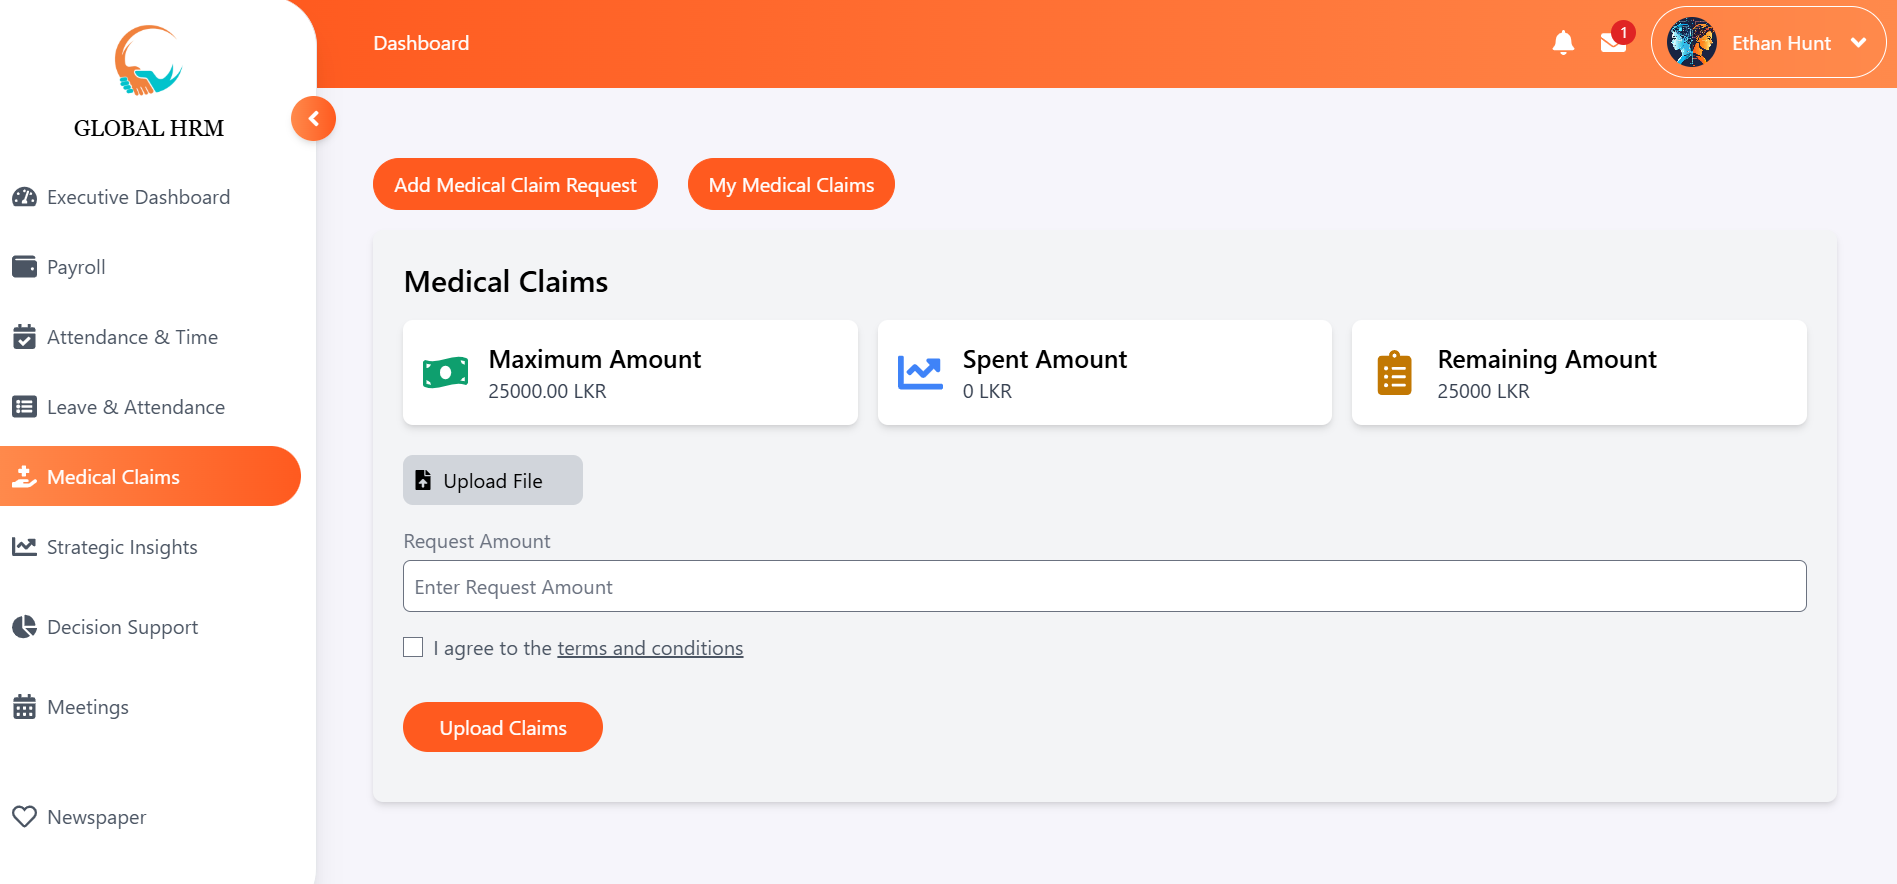 GLOBAL HRM
Executive Dashboard
Payroll
Attendance & Time
Leave & Attendance
Medical Claims
Strategic Insights
Decision Support
Meetings
Newspaper
Dashboard
1
Ethan Hunt
Add Medical Claim Request
My Medical Claims
Medical Claims
Maximum Amount
25000.00 LKR
Spent Amount
0 LKR
Remaining Amount
25000 LKR
Upload File
Request Amount
Enter Request Amount
I agree to the terms and conditions
Upload Claims